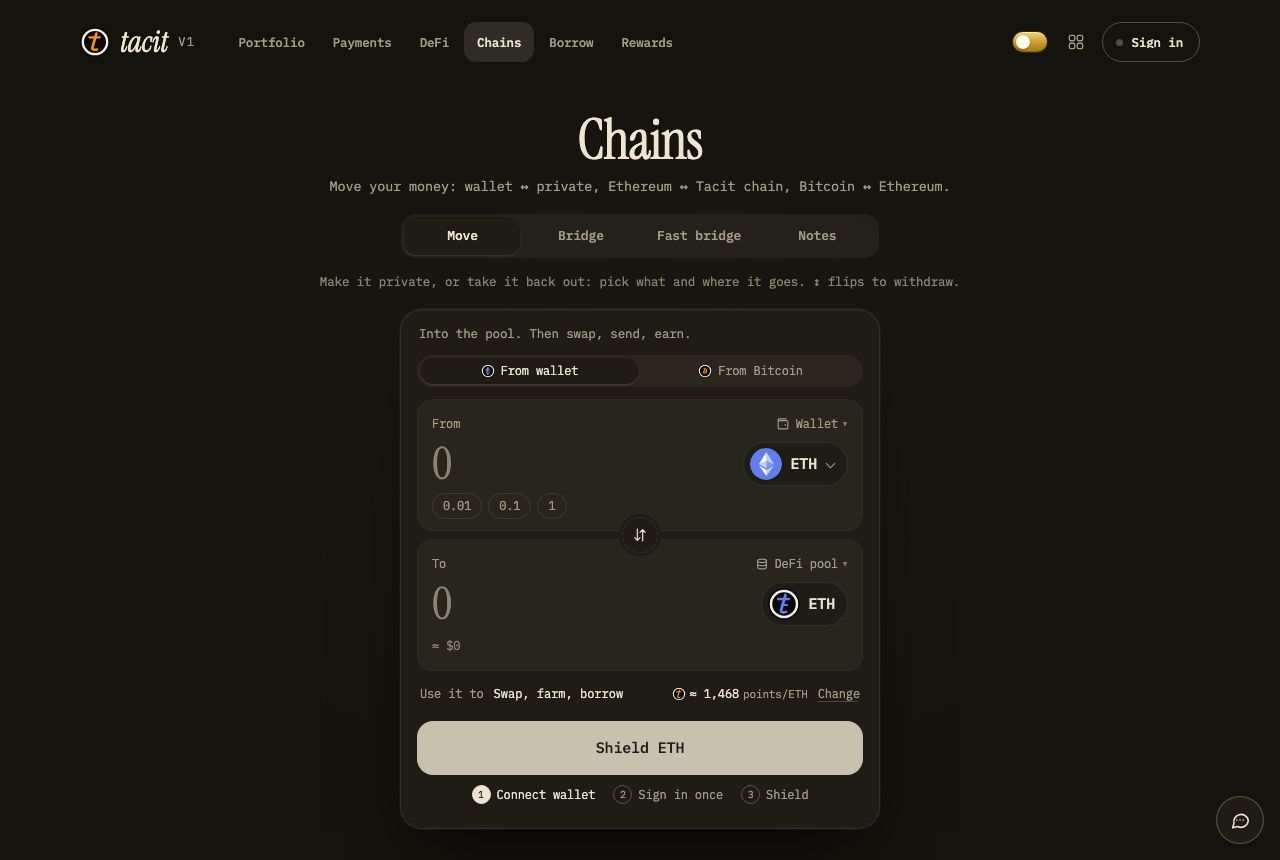 tacit V1
Portfolio Payments DeFi Chains Borrow Rewards
Sign in
Chains
Move your money: wallet ↔ private, Ethereum ↔ Tacit chain, Bitcoin ↔ Ethereum.
Move Bridge Fast bridge Notes
Make it private, or take it back out: pick what and where it goes. ↕ flips to withdraw.
Into the pool. Then swap, send, earn.
From wallet From Bitcoin
From Wallet ▾
0 ETH
0.01 0.1 1
To DeFi pool ▾
0 ETH
≈ $0
Use it to Swap, farm, borrow ≈ 1,468 points/ETH Change
Shield ETH
1 Connect wallet 2 Sign in once 3 Shield